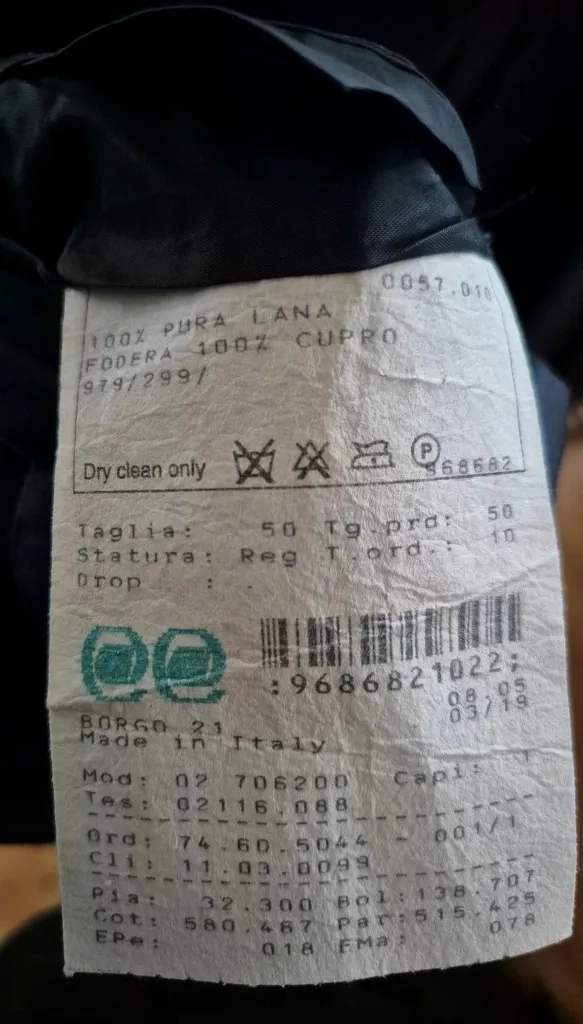 0057.010
100% PURA LANA
FODERA 100% CUPRO
979/299/
Dry clean only P
968682
Taglia: 50 Tg.prd: 50
Statura: Reg T.ord.: 10
Drop : .
:9686821022;
08.05
03/19
BORGO 21
Made in Italy
Mod: 02 706200 Capi: 1
Tes: 02116.088
Ord: 74.60.5044 - 001/1
Cli: 11.03.0099
Pia: 32.300 Bol:138.707
Cot: 580.467 Par:515.425
EPe: 018 FMa: 078